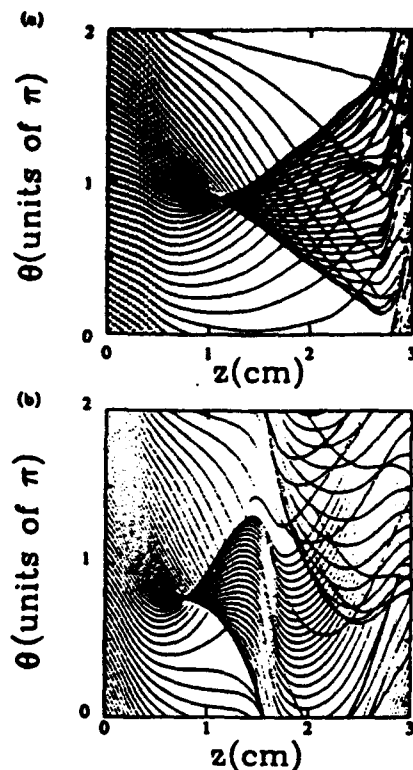 2
1
0
θ(units of π)
0 1 2 3
z(cm)
2
1
0
θ(units of π)
0 1 2 3
z(cm)